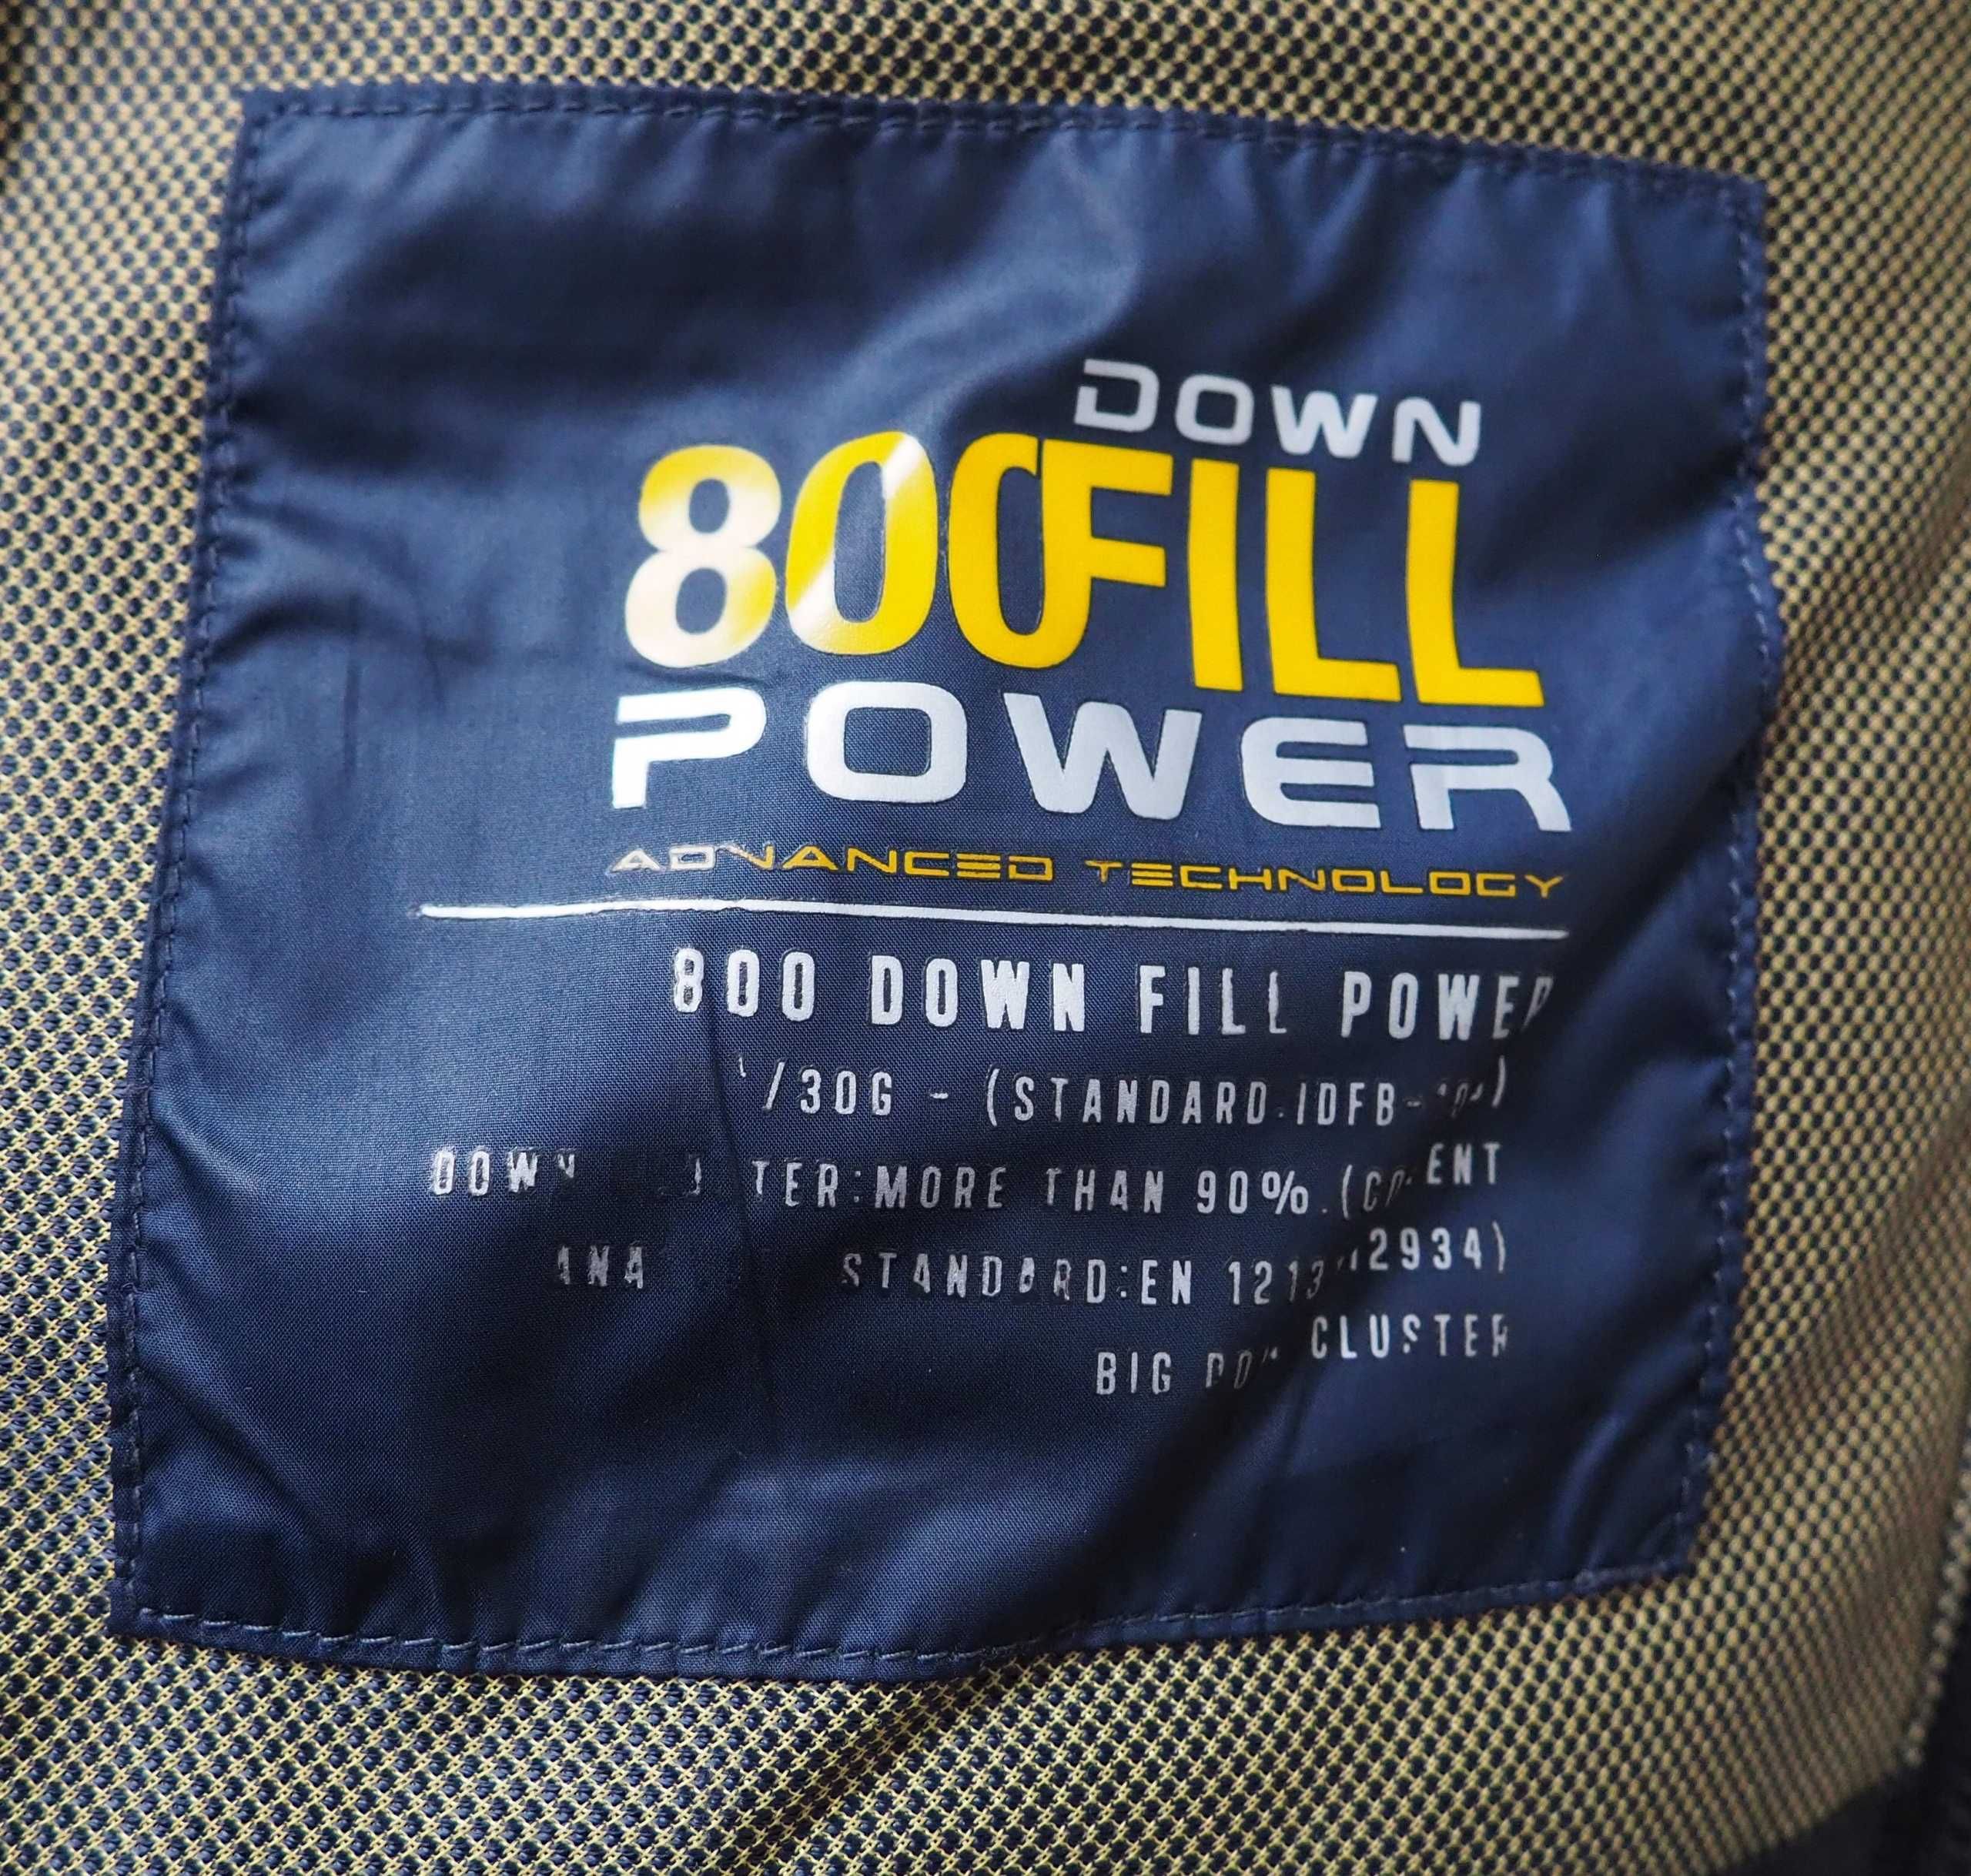 DOWN
800FILL
POWER
ADVANCED TECHNOLOGY
800 DOWN FILL POWER
/30G - (STANDARD:IDFB-
DOWN MORE THAN 90%.
STANDARD:EN
BIG CLUSTER